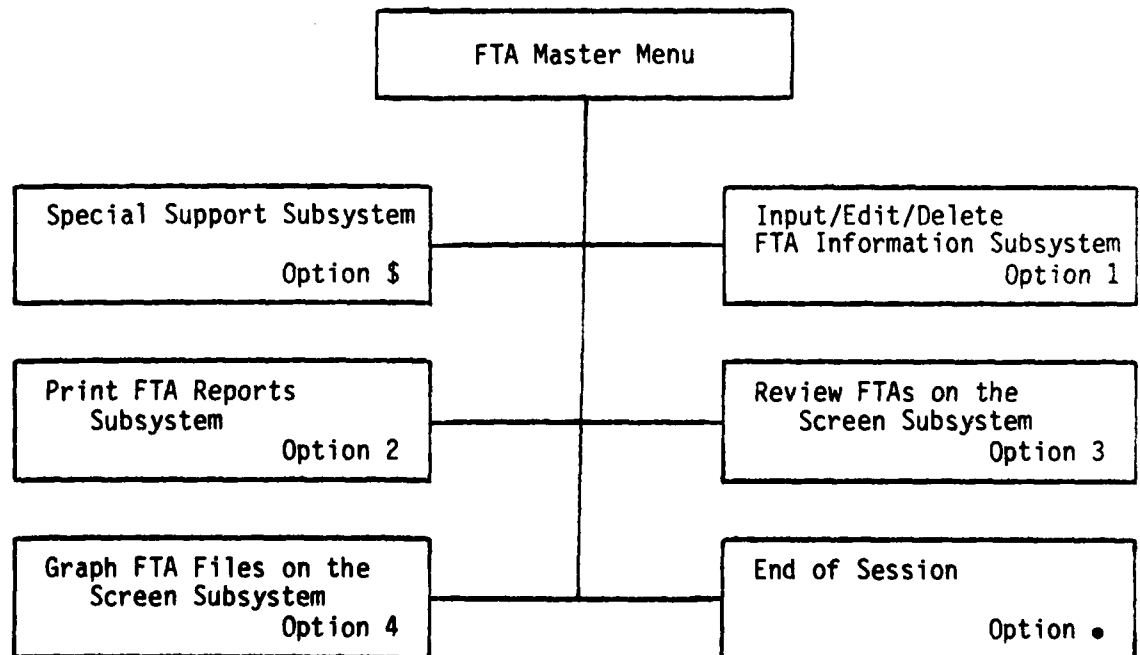 FTA Master Menu
Special Support Subsystem
Option $
Input/Edit/Delete
FTA Information Subsystem
Option 1
Print FTA Reports
Subsystem
Option 2
Review FTAs on the
Screen Subsystem
Option 3
Graph FTA Files on the
Screen Subsystem
Option 4
End of Session
Option •